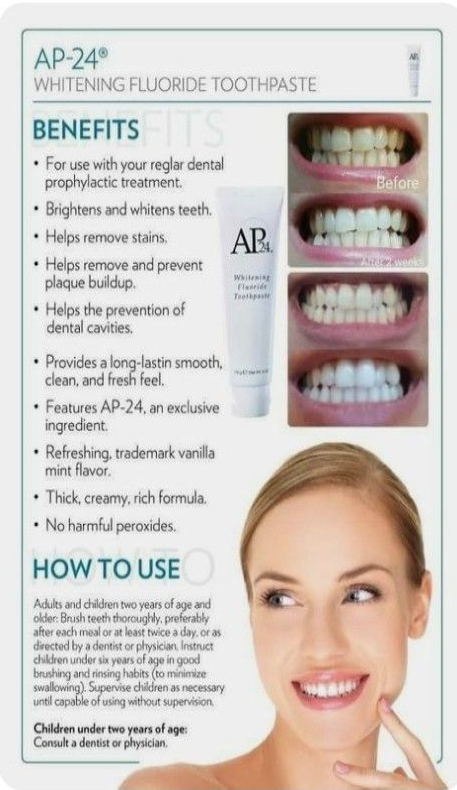 AP-24®
WHITENING FLUORIDE TOOTHPASTE
BENEFITS
• For use with your reglar dental
prophylactic treatment.
• Brightens and whitens teeth.
• Helps remove stains.
• Helps remove and prevent
plaque buildup.
• Helps the prevention of
dental cavities.
• Provides a long-lastin smooth,
clean, and fresh feel.
• Features AP-24, an exclusive
ingredient.
• Refreshing, trademark vanilla
mint flavor.
• Thick, creamy, rich formula.
• No harmful peroxides.
AP24
Whitening
Fluoride
Toothpaste
Before
After 2 weeks
HOW TO USE
Adults and children two years of age and
older: Brush teeth thoroughly, preferably
after each meal or at least twice a day, or as
directed by a dentist or physician. Instruct
children under six years of age in good
brushing and rinsing habits (to minimize
swallowing). Supervise children as necessary
until capable of using without supervision.
Children under two years of age:
Consult a dentist or physician.